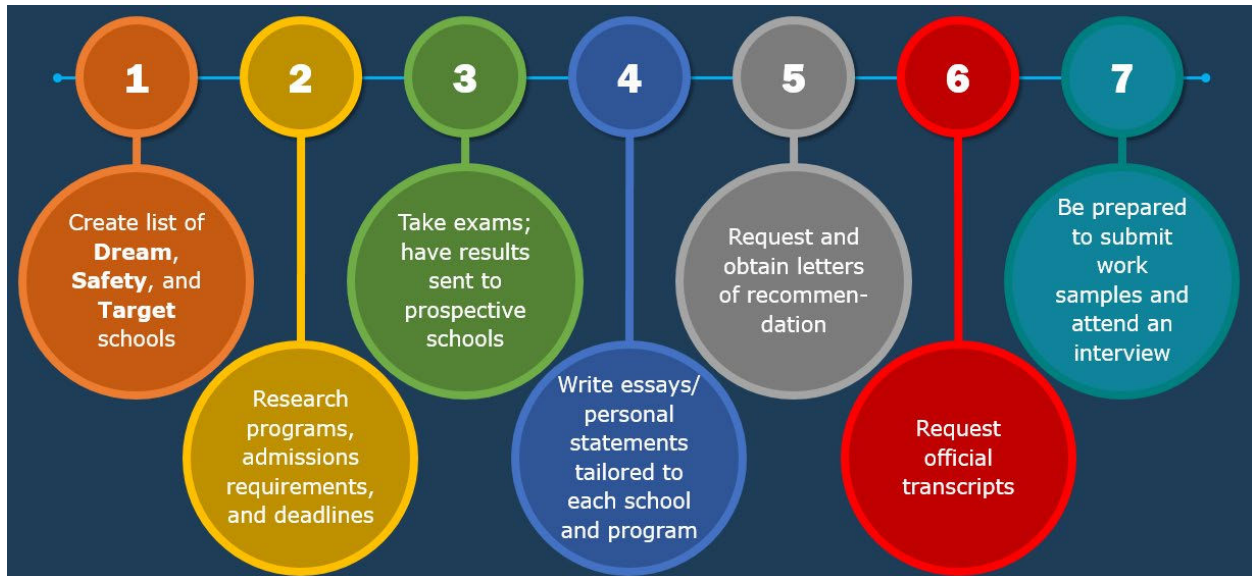 1
2
3
4
5
6
7
Create list of
Dream,
Safety, and
Target
schools
Research
programs,
admissions
requirements,
and deadlines
Take exams;
have results
sent to
prospective
schools
Write essays/
personal
statements
tailored to
each school
and program
Request and
obtain letters
of recommen-
dation
Request
official
transcripts
Be prepared
to submit
work
samples and
attend an
interview